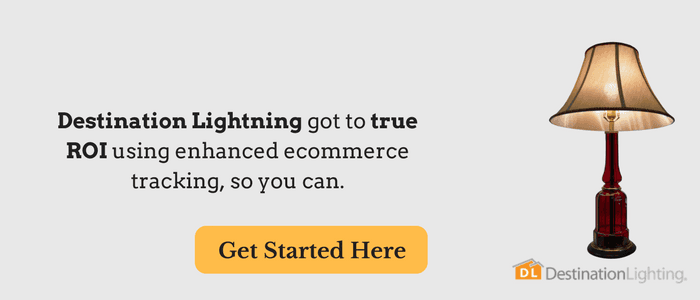 Destination Lightning got to true
ROI using enhanced ecommerce
tracking, so you can.
Get Started Here
DL DestinationLighting.